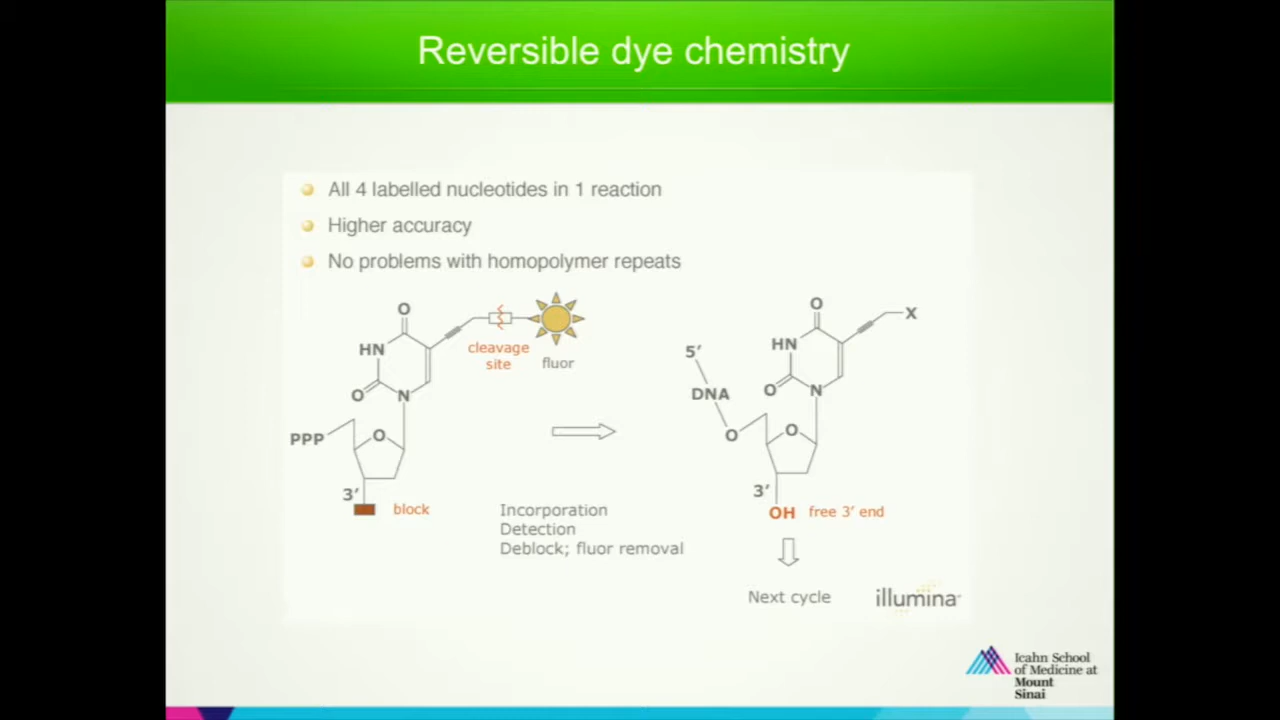 Reversible dye chemistry
All 4 labelled nucleotides in 1 reaction
Higher accuracy
No problems with homopolymer repeats
O
HN
O
N
cleavage
site
fluor
PPP
O
3′
block
Incorporation
Detection
Deblock; fluor removal
O
X
HN
5′
O
N
DNA
O
O
3′
OH
free 3′ end
Next cycle
illumina
Icahn School
of Medicine at
Mount
Sinai